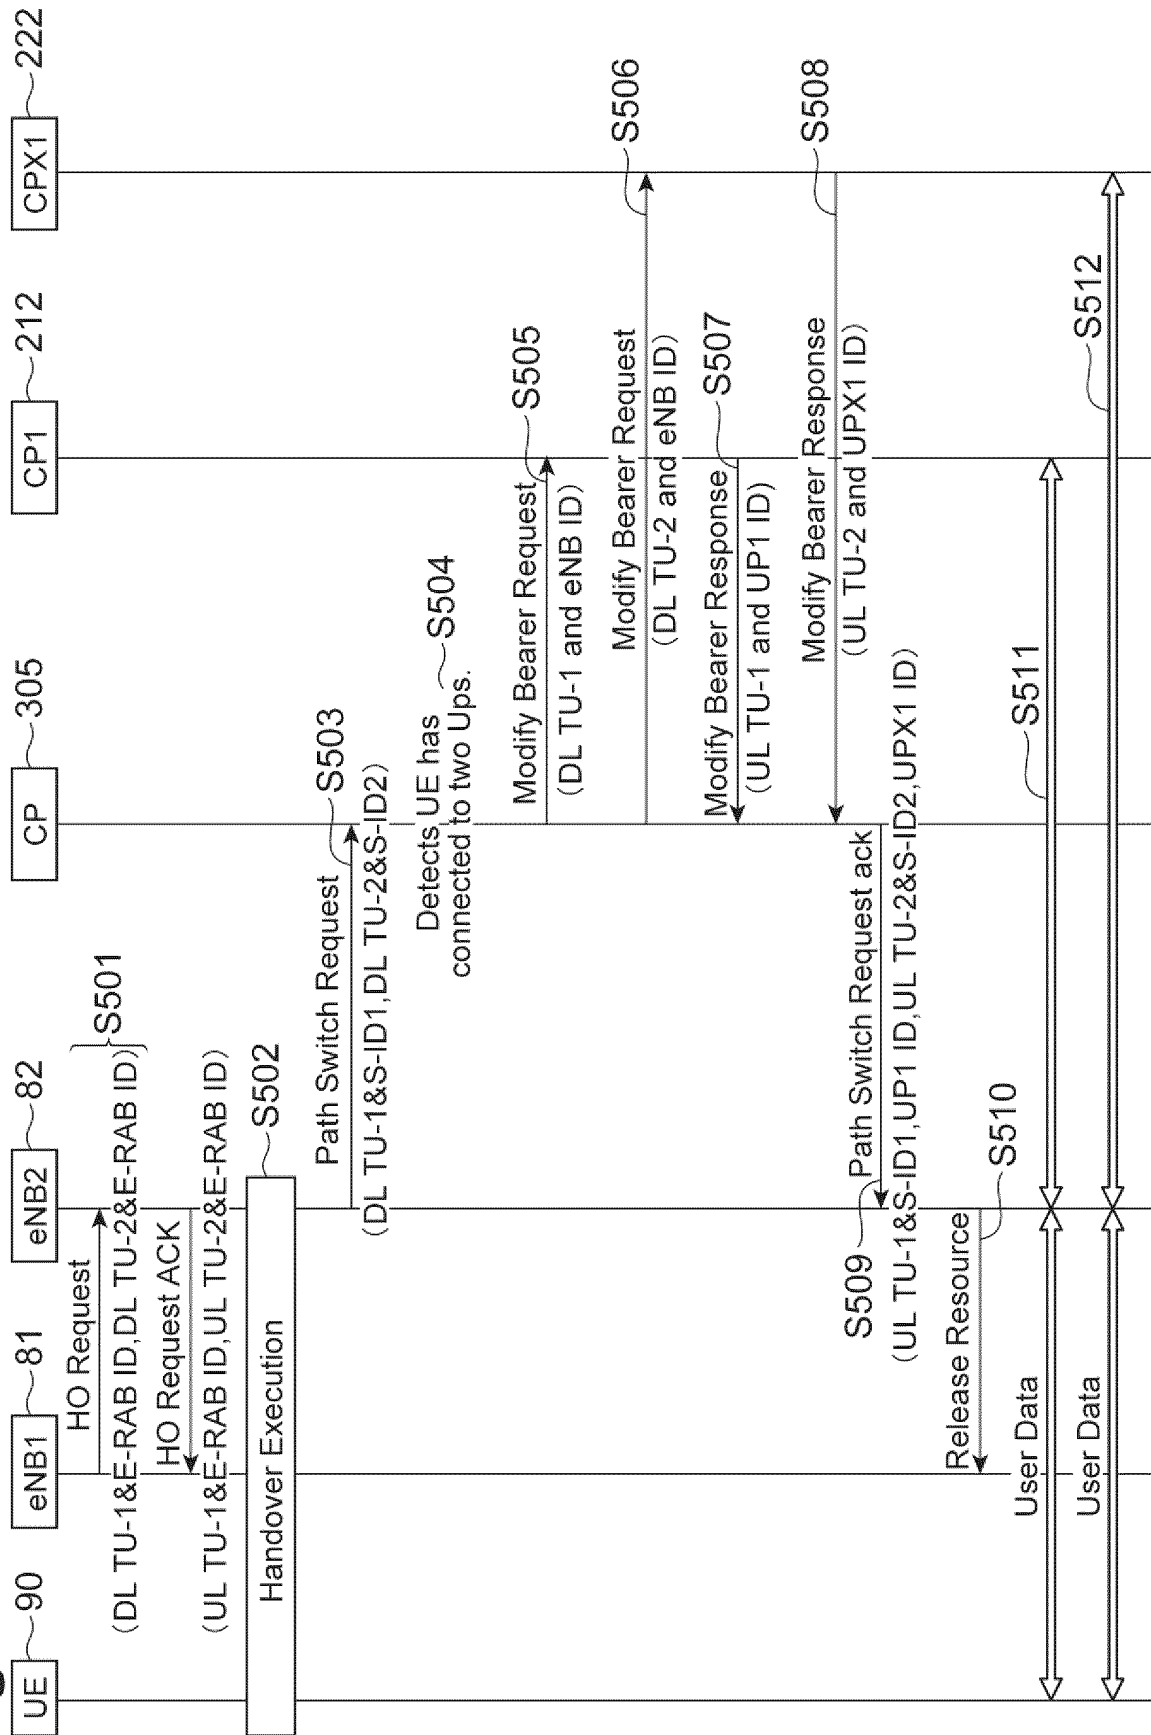 UE
90
eNB1
81
eNB2
82
CP
305
CP1
212
CPX1
222
HO Request
(DL TU-1&E-RAB ID,DL TU-2&E-RAB ID)
S501
HO Request ACK
(UL TU-1&E-RAB ID,UL TU-2&E-RAB ID)
Handover Execution
S502
Path Switch Request
S503
(DL TU-1&S-ID1,DL TU-2&S-ID2)
Detects UE has
connected to two Ups.
S504
Modify Bearer Request
(DL TU-1 and eNB ID)
S505
Modify Bearer Request
(DL TU-2 and eNB ID)
S506
Modify Bearer Response
(UL TU-1 and UP1 ID)
S507
Modify Bearer Response
(UL TU-2 and UPX1 ID)
S508
S509
Path Switch Request ack
(UL TU-1&S-ID1,UP1 ID,UL TU-2&S-ID2,UPX1 ID)
Release Resource
S510
User Data
S511
User Data
S512